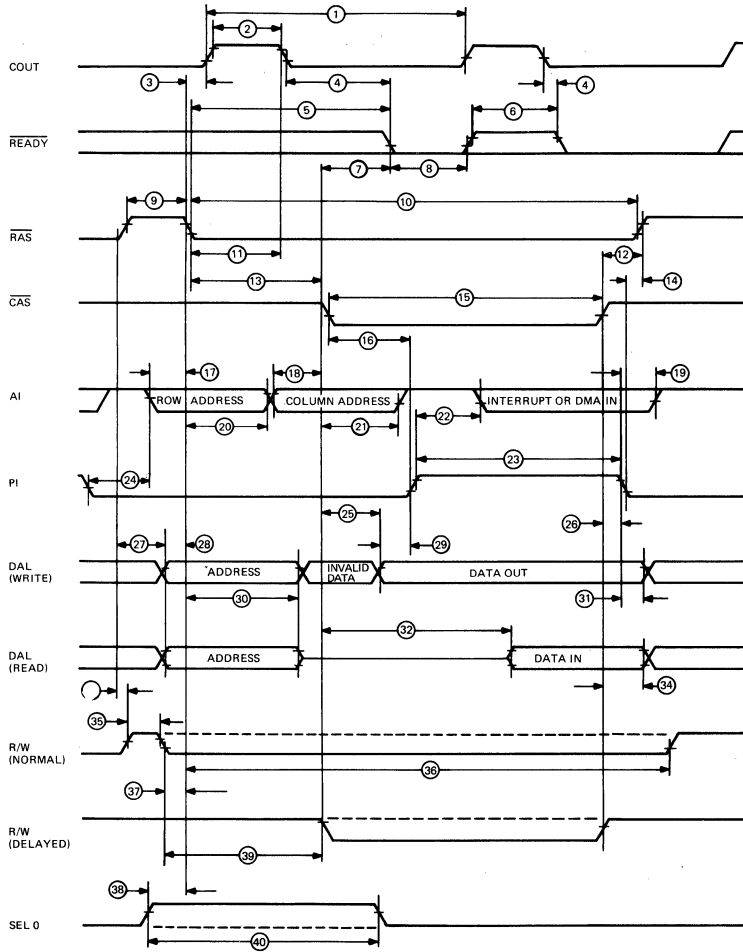 1
2
COUT
3
4
4
5
6
READY
7
8
9
10
RAS
11
12
13
14
CAS
15
16
17
18
19
AI
ROW ADDRESS
COLUMN ADDRESS
INTERRUPT OR DMA IN
20
21
22
23
PI
24
25
26
27
28
29
DAL
(WRITE)
ADDRESS
INVALID
DATA
DATA OUT
30
31
32
DAL
(READ)
ADDRESS
DATA IN
34
35
R/W
(NORMAL)
36
37
R/W
(DELAYED)
39
38
SEL 0
40